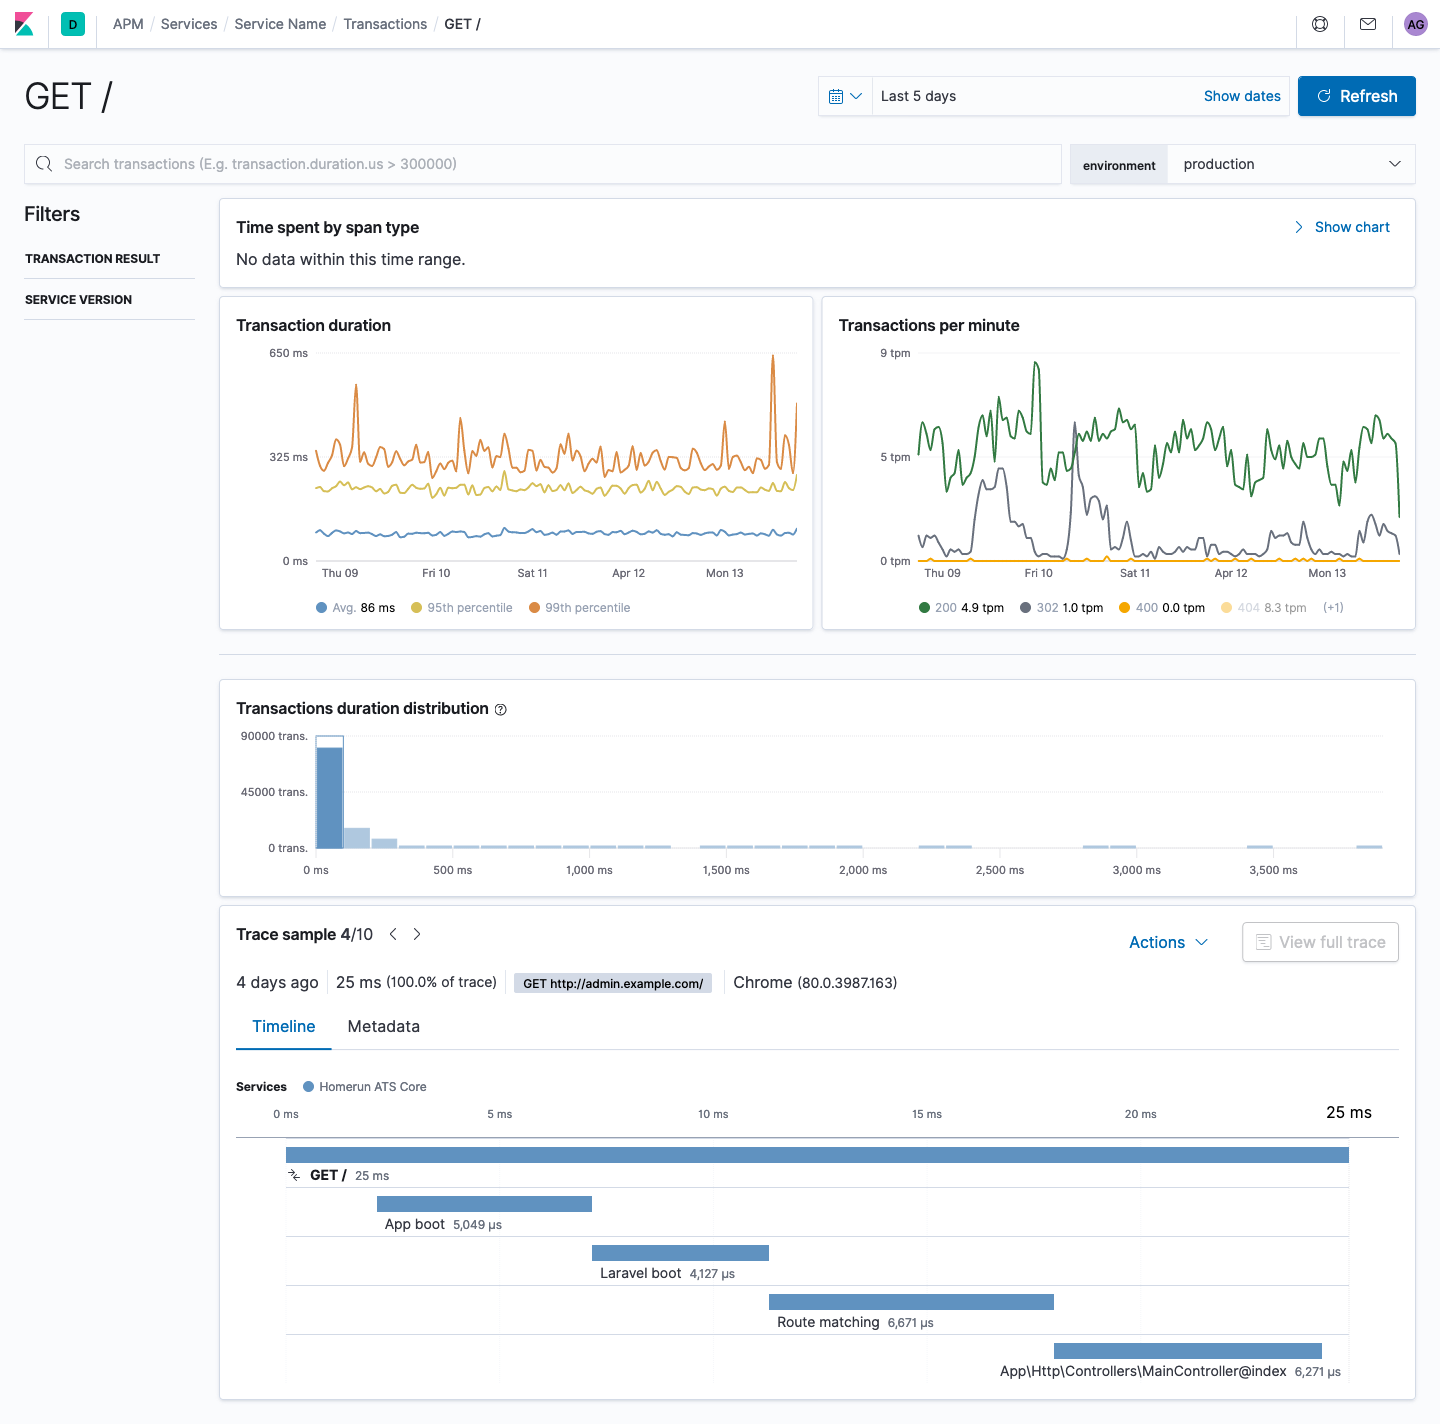 D APM / Services / Service Name / Transactions / GET / AG
GET /
Last 5 days Show dates Refresh
Search transactions (E.g. transaction.duration.us > 300000) environment production
Filters
TRANSACTION RESULT
SERVICE VERSION
Time spent by span type Show chart
No data within this time range.
Transaction duration
650 ms
325 ms
0 ms
Thu 09 Fri 10 Sat 11 Apr 12 Mon 13
Avg. 86 ms 95th percentile 99th percentile
Transactions per minute
9 tpm
5 tpm
0 tpm
Thu 09 Fri 10 Sat 11 Apr 12 Mon 13
200 4.9 tpm 302 1.0 tpm 400 0.0 tpm 404 8.3 tpm (+1)
Transactions duration distribution ?
90000 trans.
45000 trans.
0 trans.
0 ms 500 ms 1,000 ms 1,500 ms 2,000 ms 2,500 ms 3,000 ms 3,500 ms
Trace sample 4/10 Actions View full trace
4 days ago 25 ms (100.0% of trace) GET http://admin.example.com/ Chrome (80.0.3987.163)
Timeline Metadata
Services Homerun ATS Core
0 ms 5 ms 10 ms 15 ms 20 ms 25 ms
GET / 25 ms
App boot 5,049 μs
Laravel boot 4,127 μs
Route matching 6,671 μs
App\Http\Controllers\MainController@index 6,271 μs